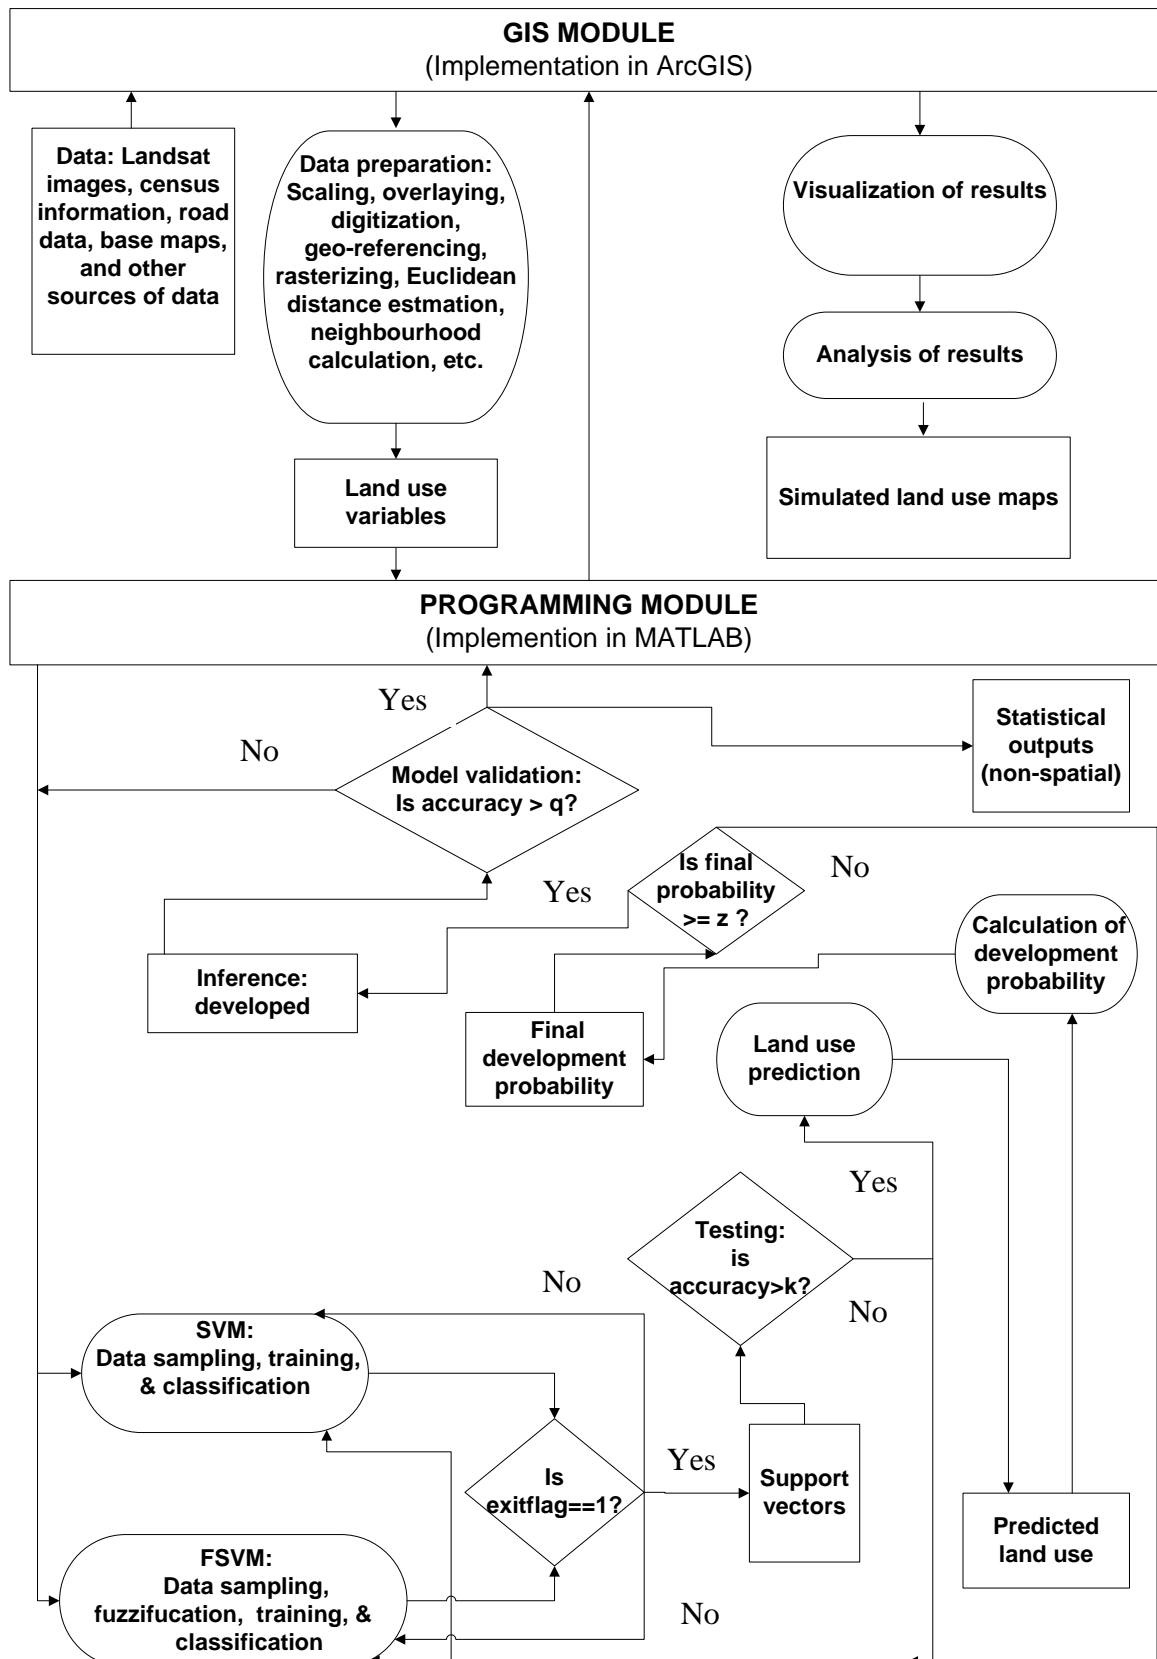 GIS MODULE
(Implementation in ArcGIS)
Data: Landsat
images, census
information, road
data, base maps,
and other
sources of data
Data preparation:
Scaling, overlaying,
digitization,
geo-referencing,
rasterizing, Euclidean
distance estmation,
neighbourhood
calculation, etc.
Visualization of results
Analysis of results
Land use
variables
Simulated land use maps
PROGRAMMING MODULE
(Implemention in MATLAB)
Yes
No
Model validation:
Is accuracy > q?
Statistical
outputs
(non-spatial)
Is final
probability
>= z ?
No
Yes
Calculation of
development
probability
Inference:
developed
Final
development
probability
Land use
prediction
Yes
Testing:
is
accuracy>k?
No
No
SVM:
Data sampling, training,
& classification
Is
exitflag==1?
Yes
Support
vectors
Predicted
land use
FSVM:
Data sampling,
fuzzifucation, training, &
classification
No